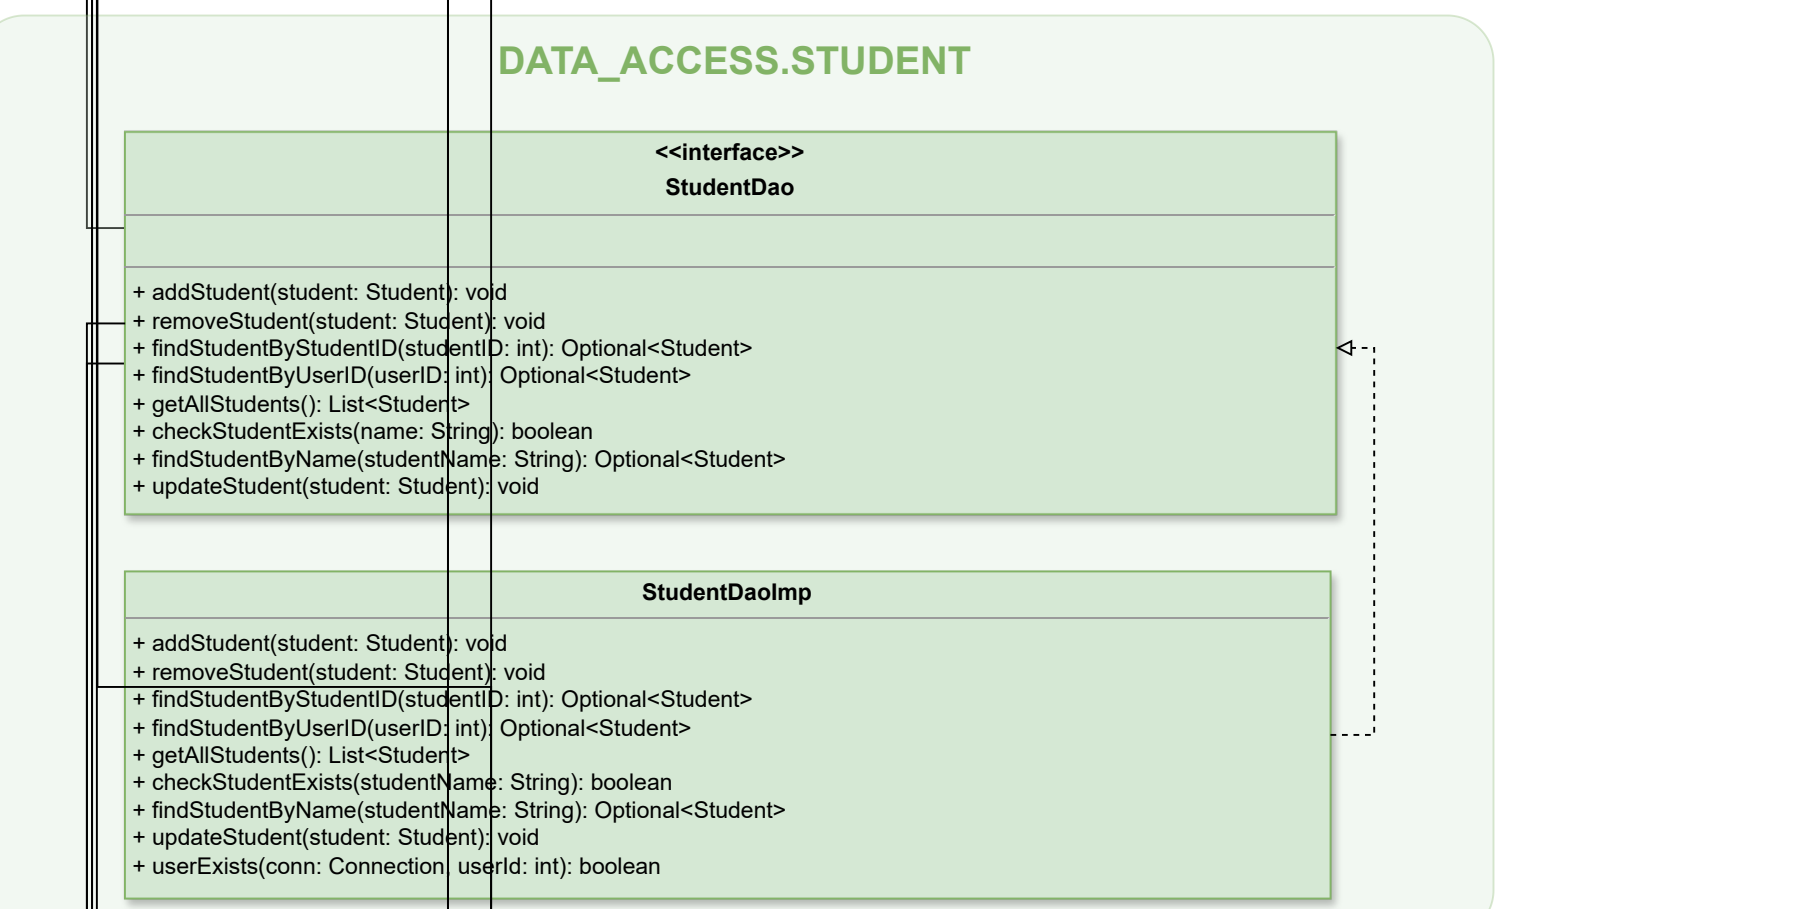 DATA_ACCESS.STUDENT
<<interface>>
StudentDao
+ addStudent(student: Student): void
+ removeStudent(student: Student): void
+ findStudentByStudentID(studentID: int): Optional<Student>
+ findStudentByUserID(userID: int): Optional<Student>
+ getAllStudents(): List<Student>
+ checkStudentExists(name: String): boolean
+ findStudentByName(studentName: String): Optional<Student>
+ updateStudent(student: Student): void
StudentDaoImp
+ addStudent(student: Student): void
+ removeStudent(student: Student): void
+ findStudentByStudentID(studentID: int): Optional<Student>
+ findStudentByUserID(userID: int): Optional<Student>
+ getAllStudents(): List<Student>
+ checkStudentExists(studentName: String): boolean
+ findStudentByName(studentName: String): Optional<Student>
+ updateStudent(student: Student): void
+ userExists(conn: Connection, userId: int): boolean